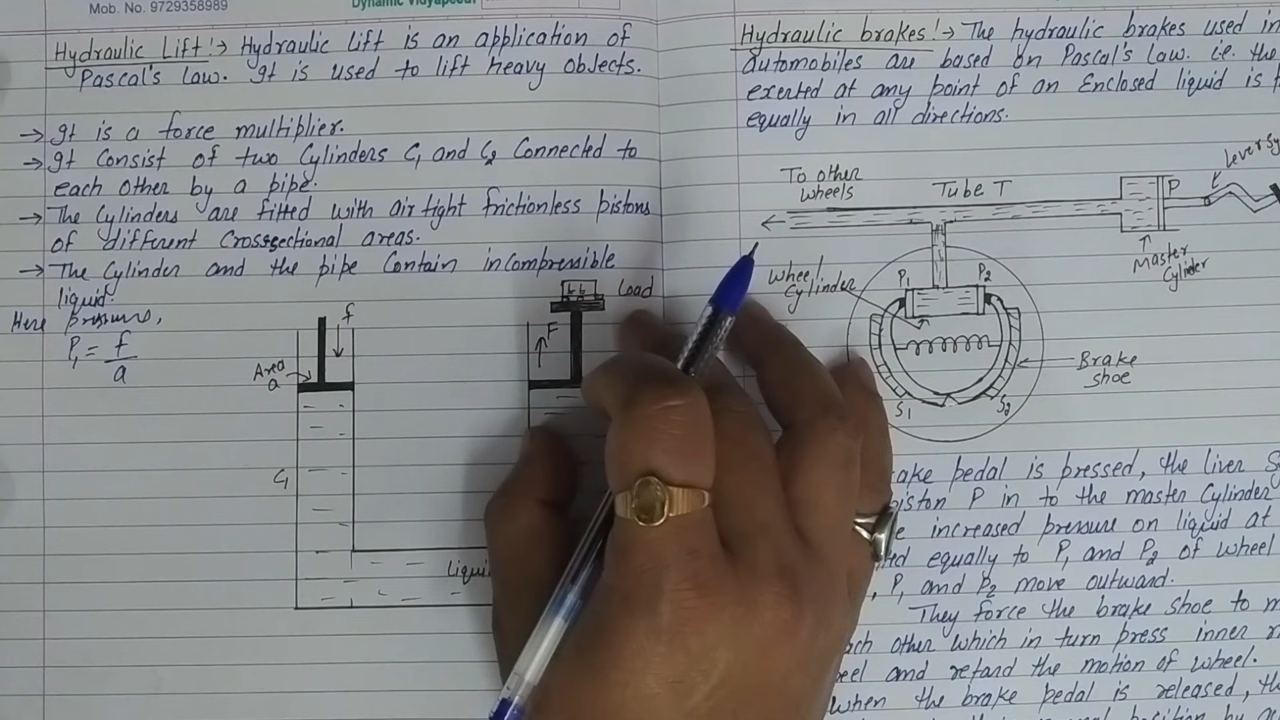 Mob. No. 9729358989
Dynamic Vidyapeeth
Hydraulic Lift!→ Hydraulic Lift is an application of
Pascal's Law. It is used to lift heavy objects.
→ It is a force multiplier.
→ It Consist of two Cylinders C1 and C2 Connected to
each other by a pipe.
→ The Cylinders are fitted with air tight frictionless pistons
of different Crosssectional areas.
→ The Cylinder and the pipe Contain incompressible
liquid.
Here pressure,
P1 = f/a
f
Area a
C1
F
Load
Hydraulic brakes!→ The hydraulic brakes used in
automobiles are based on Pascal's Law. i.e. the
exerted at any point of an Enclosed liquid is
equally in all directions.
To other
wheels
Tube T
P
Master
Cylinder
Wheel
Cylinder
P1
P2
Brake
shoe
S1
S2
pedal is pressed, the liver
piston P in to the master Cylinder
increased pressure on liquid at
equally to P1 and P2 of wheel
, P1 and P2 move outward.
They force the brake shoe to
other which in turn press inner
and retard the motion of wheel.
when the brake pedal is released,